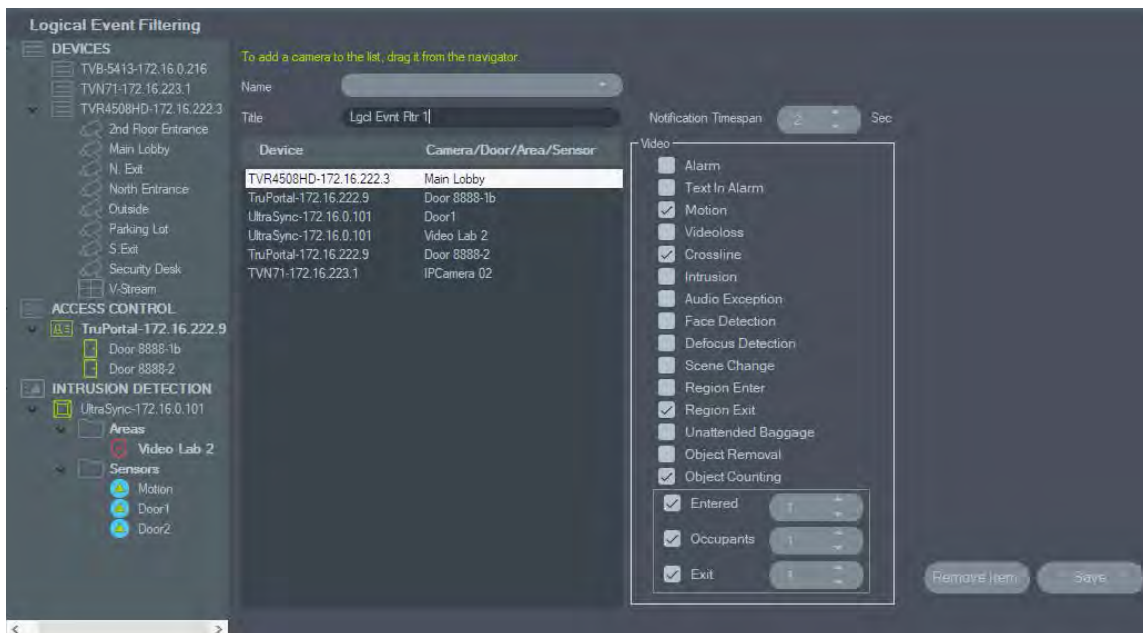 Logical Event Filtering
DEVICES
TVB-5413-172.16.0.216
TVN71-172.16.223.1
TVR4508HD-172.16.222.3
2nd Floor Entrance
Main Lobby
N. Exit
North Entrance
Outside
Parking Lot
S.Exit
Security Desk
V-Stream
ACCESS CONTROL
TruPortal-172.16.222.9
Door 8888-1b
Door 8888-2
INTRUSION DETECTION
UltraSync-172.16.0.101
Areas
Video Lab 2
Sensors
Motion
Door1
Door2
To add a camera to the list, drag it from the navigator.
Name
Title Lgcl Evnt Fltr 1
Notification Timespan 2 Sec
Device Camera/Door/Area/Sensor
TVR4508HD-172.16.222.3 Main Lobby
TruPortal-172.16.222.9 Door 8888-1b
UltraSync-172.16.0.101 Door1
UltraSync-172.16.0.101 Video Lab 2
TruPortal-172.16.222.9 Door 8888-2
TVN71-172.16.223.1 IPCamera 02
Video
Alarm
Text In Alarm
Motion
Videoloss
Crossline
Intrusion
Audio Exception
Face Detection
Defocus Detection
Scene Change
Region Enter
Region Exit
Unattended Baggage
Object Removal
Object Counting
Entered 1
Occupants 1
Exit 1
Remove Item Save